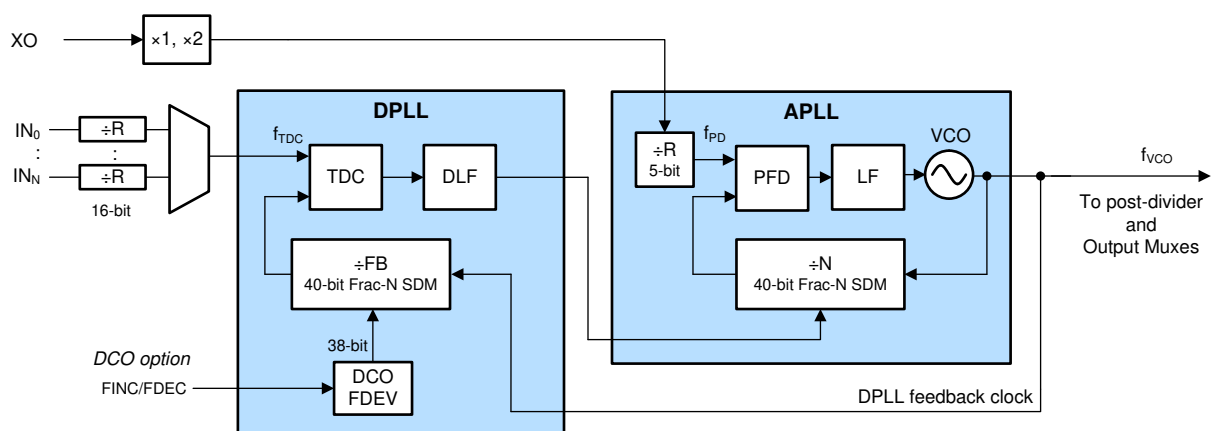 XO
×1, ×2
DPLL
APLL
IN0
÷R
:
:
INN
÷R
16-bit
fTDC
TDC
DLF
÷R
5-bit
fPD
PFD
LF
VCO
fVCO
To post-divider
and
Output Muxes
÷FB
40-bit Frac-N SDM
÷N
40-bit Frac-N SDM
38-bit
DCO option
FINC/FDEC
DCO
FDEV
DPLL feedback clock